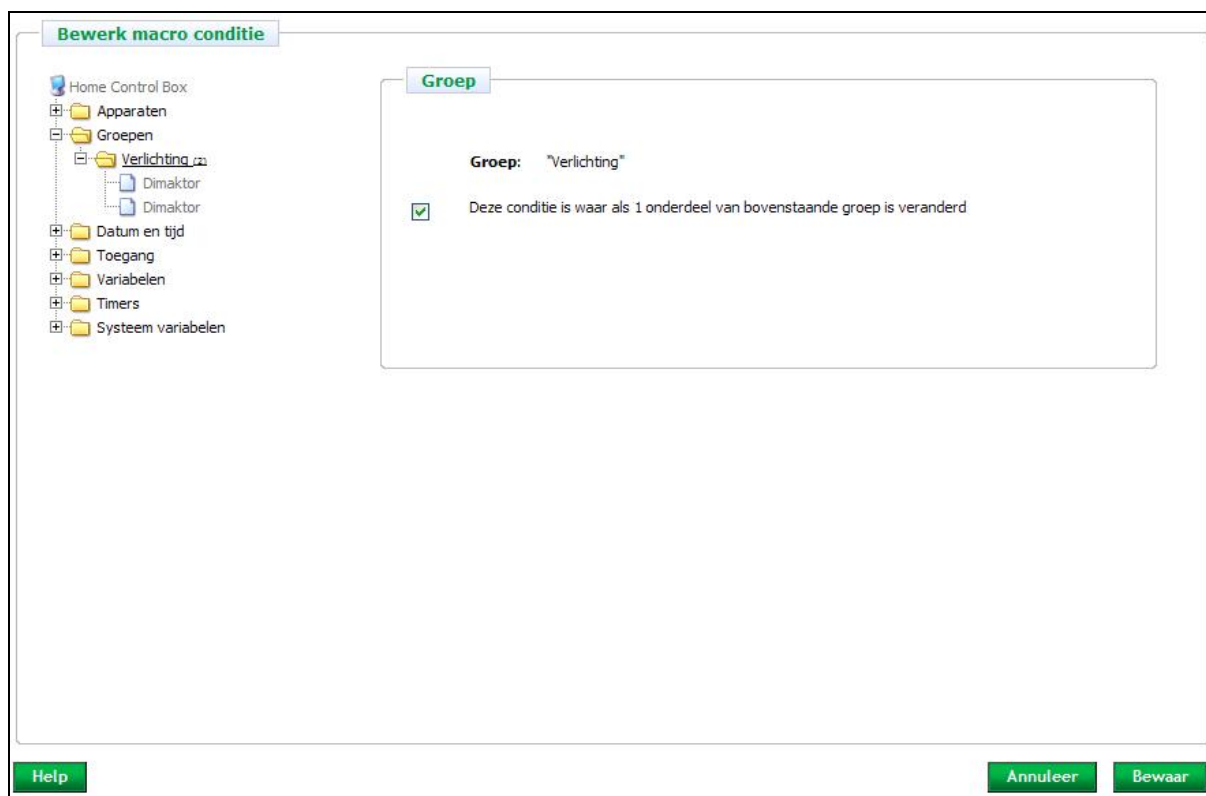 Bewerk macro conditie
Home Control Box
Apparaten
Groepen
Verlichting (2)
Dimaktor
Dimaktor
Datum en tijd
Toegang
Variabelen
Timers
Systeem variabelen
Groep
Groep: "Verlichting"
Deze conditie is waar als 1 onderdeel van bovenstaande groep is veranderd
Help
Annuleer
Bewaar